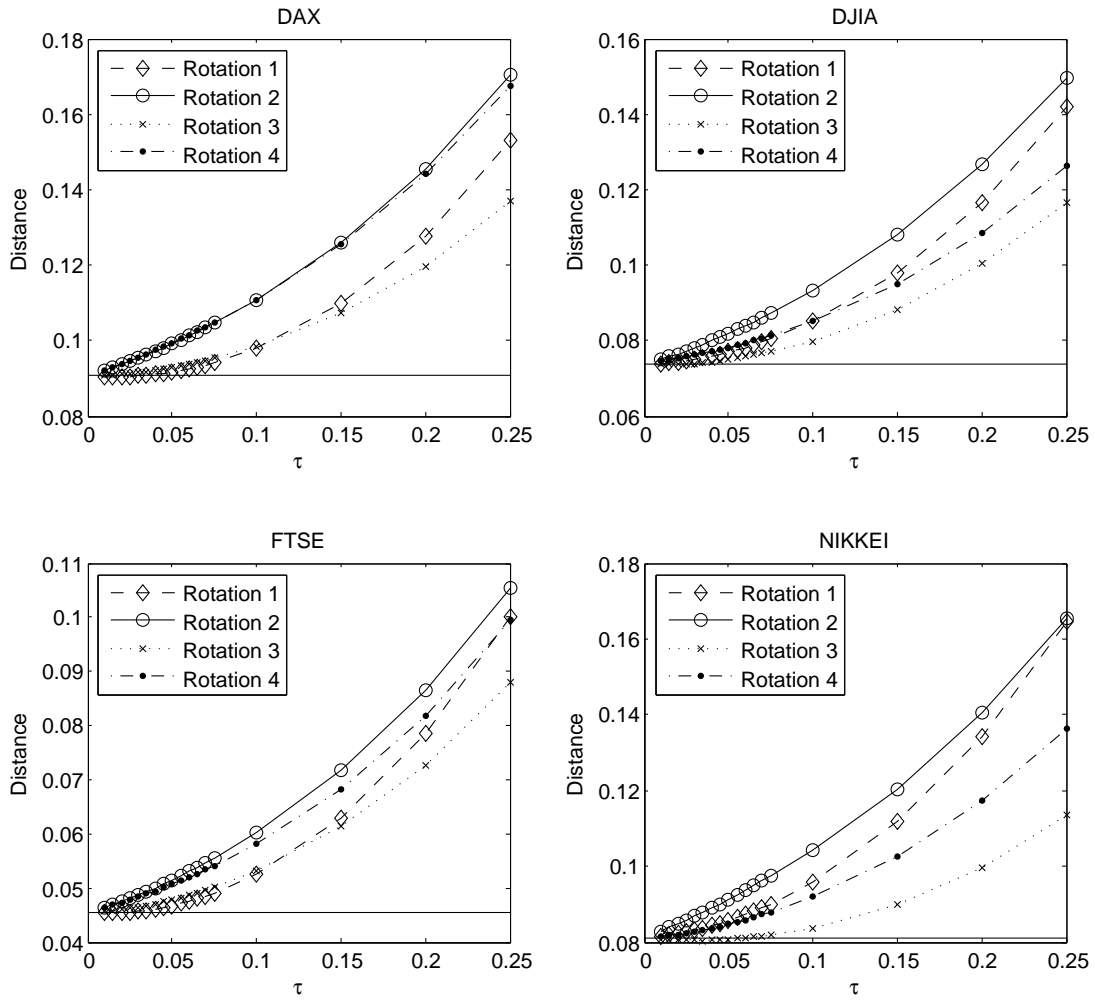 DAX
0.18
0.16
0.14
0.12
0.1
0.08
Distance
Rotation 1
Rotation 2
Rotation 3
Rotation 4
0
0.05
0.1
0.15
0.2
0.25
τ
DJIA
0.16
0.14
0.12
0.1
0.08
0.06
Distance
Rotation 1
Rotation 2
Rotation 3
Rotation 4
0
0.05
0.1
0.15
0.2
0.25
τ
FTSE
0.11
0.1
0.09
0.08
0.07
0.06
0.05
0.04
Distance
Rotation 1
Rotation 2
Rotation 3
Rotation 4
0
0.05
0.1
0.15
0.2
0.25
τ
NIKKEI
0.18
0.16
0.14
0.12
0.1
0.08
Distance
Rotation 1
Rotation 2
Rotation 3
Rotation 4
0
0.05
0.1
0.15
0.2
0.25
τ